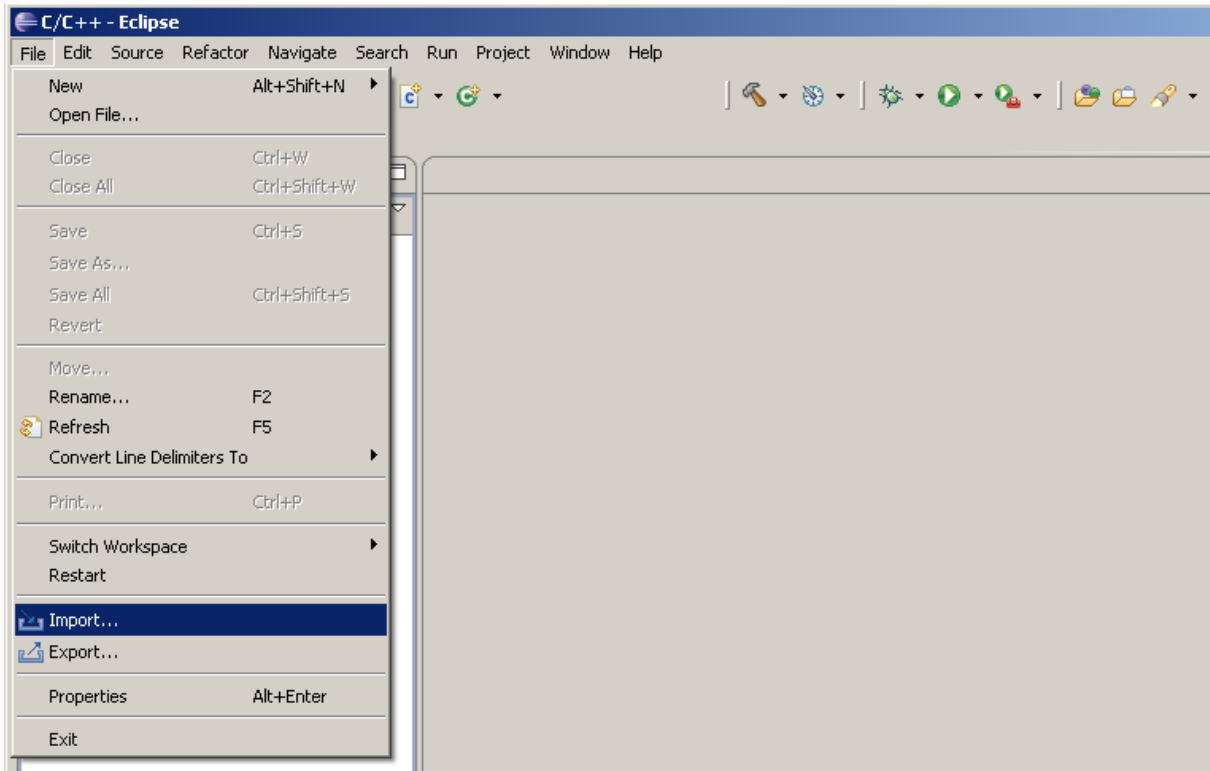 C/C++ - Eclipse
File Edit Source Refactor Navigate Search Run Project Window Help
New Alt+Shift+N
Open File...
Close Ctrl+W
Close All Ctrl+Shift+W
Save Ctrl+S
Save As...
Save All Ctrl+Shift+S
Revert
Move...
Rename... F2
Refresh F5
Convert Line Delimiters To
Print... Ctrl+P
Switch Workspace
Restart
Import...
Export...
Properties Alt+Enter
Exit